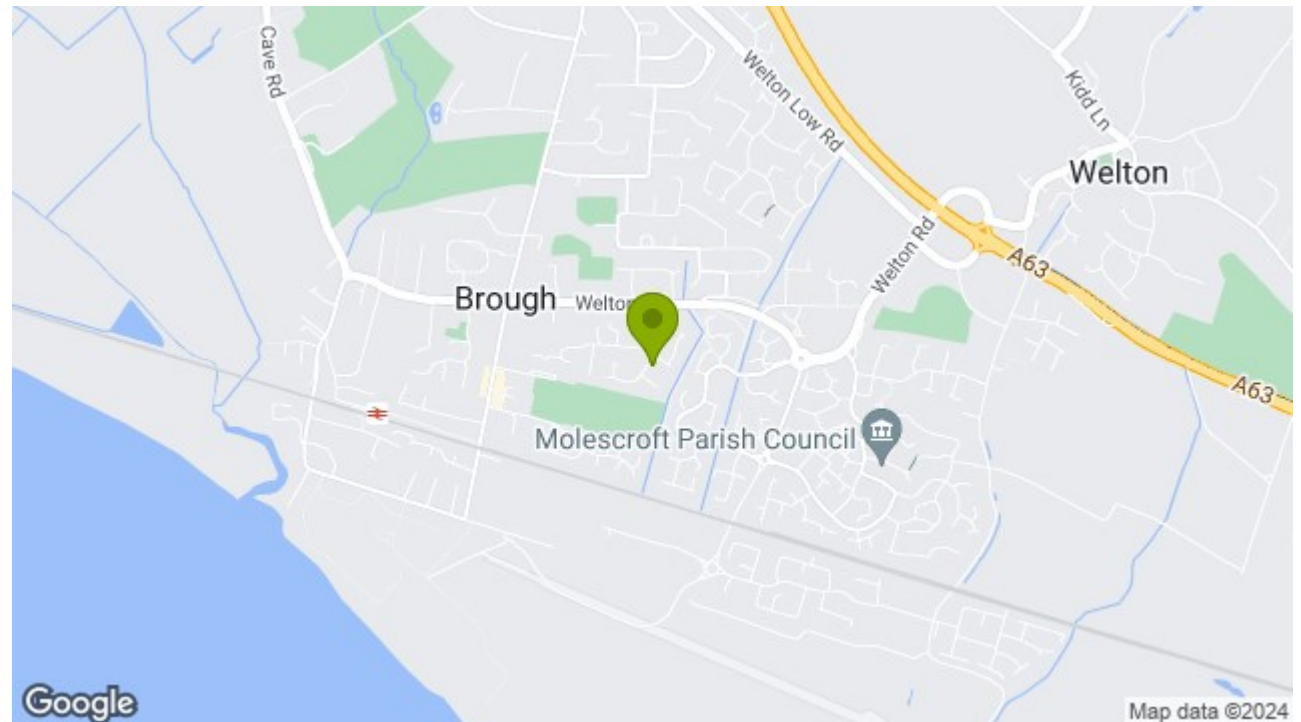 Cave Rd
Welton Low Rd
Kidd Ln
Welton
Welton Rd
A63
Brough
Welton
A63
Molescroft Parish Council
Google
Map data ©2024